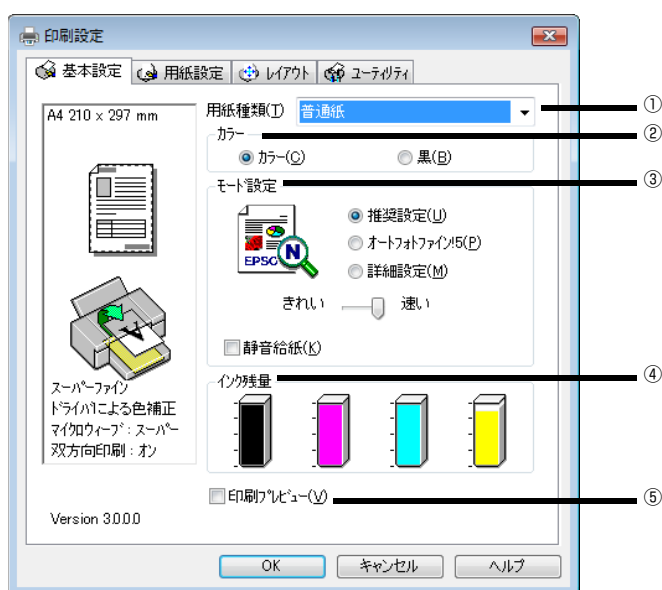 印刷設定
基本設定 用紙設定 レイアウト ユーティリティ
A4 210 x 297 mm
用紙種類(T) 普通紙 ①
カラー ②
カラー(C) 黒(B)
モード設定 ③
推奨設定(U)
オートフォトファイン!5(P)
詳細設定(M)
EPSO
N
きれい 速い
静音給紙(K)
インク残量 ④
スーパーファイン
ドライバによる色補正
マイクロウィーブ:スーパー
双方向印刷:オン
印刷プレビュー(V) ⑤
Version 3.0.0.0
OK キャンセル ヘルプ